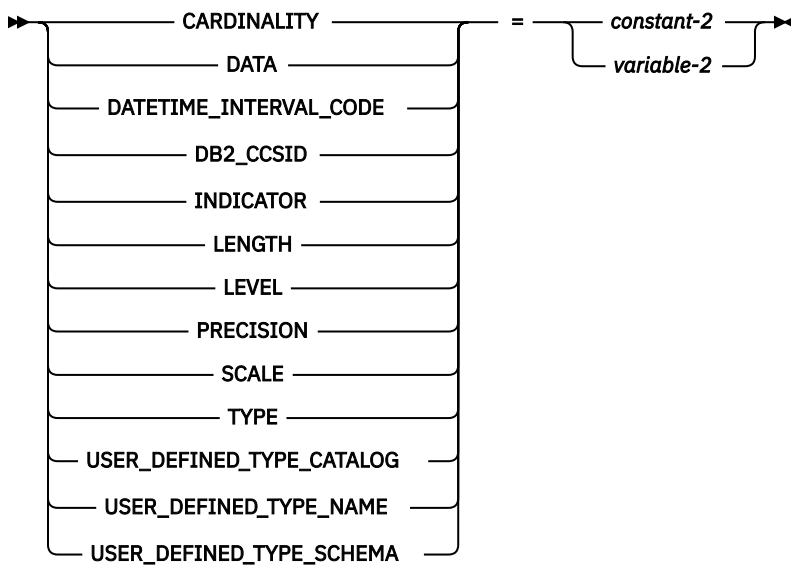 CARDINALITY = constant-2
DATA variable-2
DATETIME_INTERVAL_CODE
DB2_CCSID
INDICATOR
LENGTH
LEVEL
PRECISION
SCALE
TYPE
USER_DEFINED_TYPE_CATALOG
USER_DEFINED_TYPE_NAME
USER_DEFINED_TYPE_SCHEMA